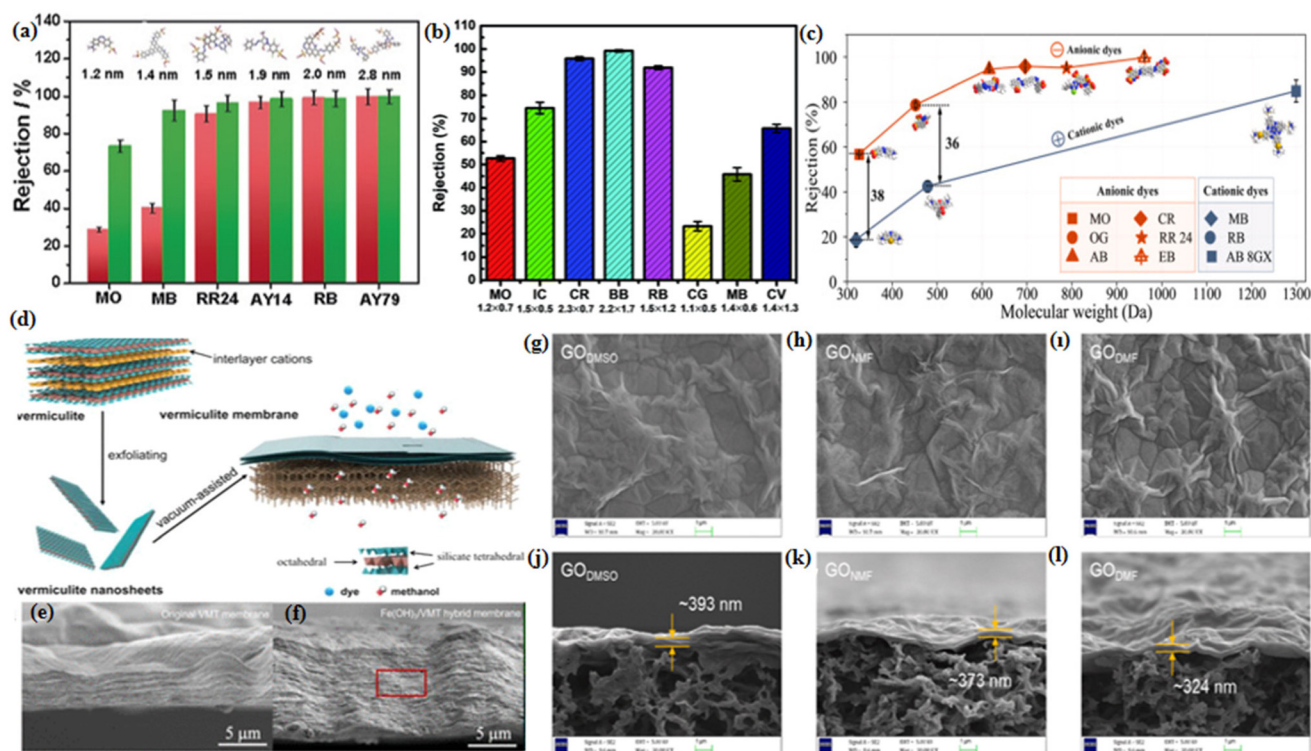 (a)
140
120
100
80
60
40
20
0
Rejection / %
1.2 nm 1.4 nm 1.5 nm 1.9 nm 2.0 nm 2.8 nm
MO MB RR24 AY14 RB AY79
(b)
110
100
90
80
70
60
50
40
30
20
10
0
Rejection (%)
MO IC CR BB RB CG MB CV
1.2×0.7 1.5×0.5 2.3×0.7 2.2×1.7 1.5×1.2 1.1×0.5 1.4×0.6 1.4×1.3
(c)
100
80
60
40
20
0
Rejection (%)
Anionic dyes
Cationic dyes
38
36
Anionic dyes
MO CR
OG RR 24
AB EB
Cationic dyes
MB
RB
AB 8GX
300 400 500 600 700 800 900 1000 1100 1300
Molecular weight (Da)
(d)
interlayer cations
vermiculite
vermiculite membrane
exfoliating
vacuum-assisted
octahedral
silicate tetrahedral
vermiculite nanosheets
dye methanol
(e)
Original VMT membrane
5 µm
(f)
Fe(OH)3/VMT hybrid membrane
5 µm
(g)
GODMSO
(h)
GONMF
(i)
GODMF
(j)
GODMSO
~393 nm
(k)
GONMF
~373 nm
(l)
GODMF
~324 nm